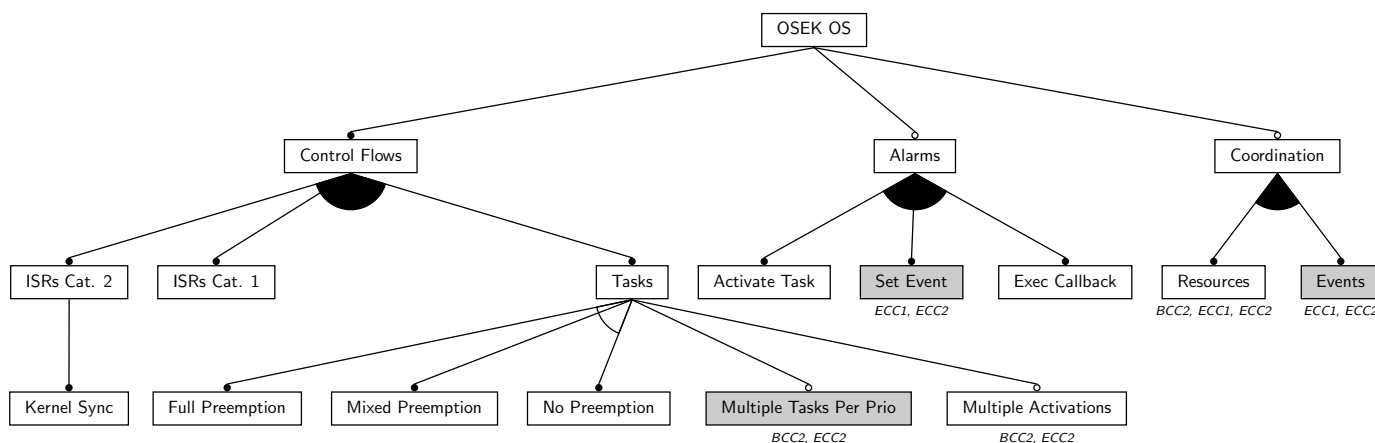 OSEK OS
Control Flows
Alarms
Coordination
ISRs Cat. 2
ISRs Cat. 1
Tasks
Activate Task
Set Event
Exec Callback
Resources
Events
ECC1, ECC2
BCC2, ECC1, ECC2
ECC1, ECC2
Kernel Sync
Full Preemption
Mixed Preemption
No Preemption
Multiple Tasks Per Prio
Multiple Activations
BCC2, ECC2
BCC2, ECC2